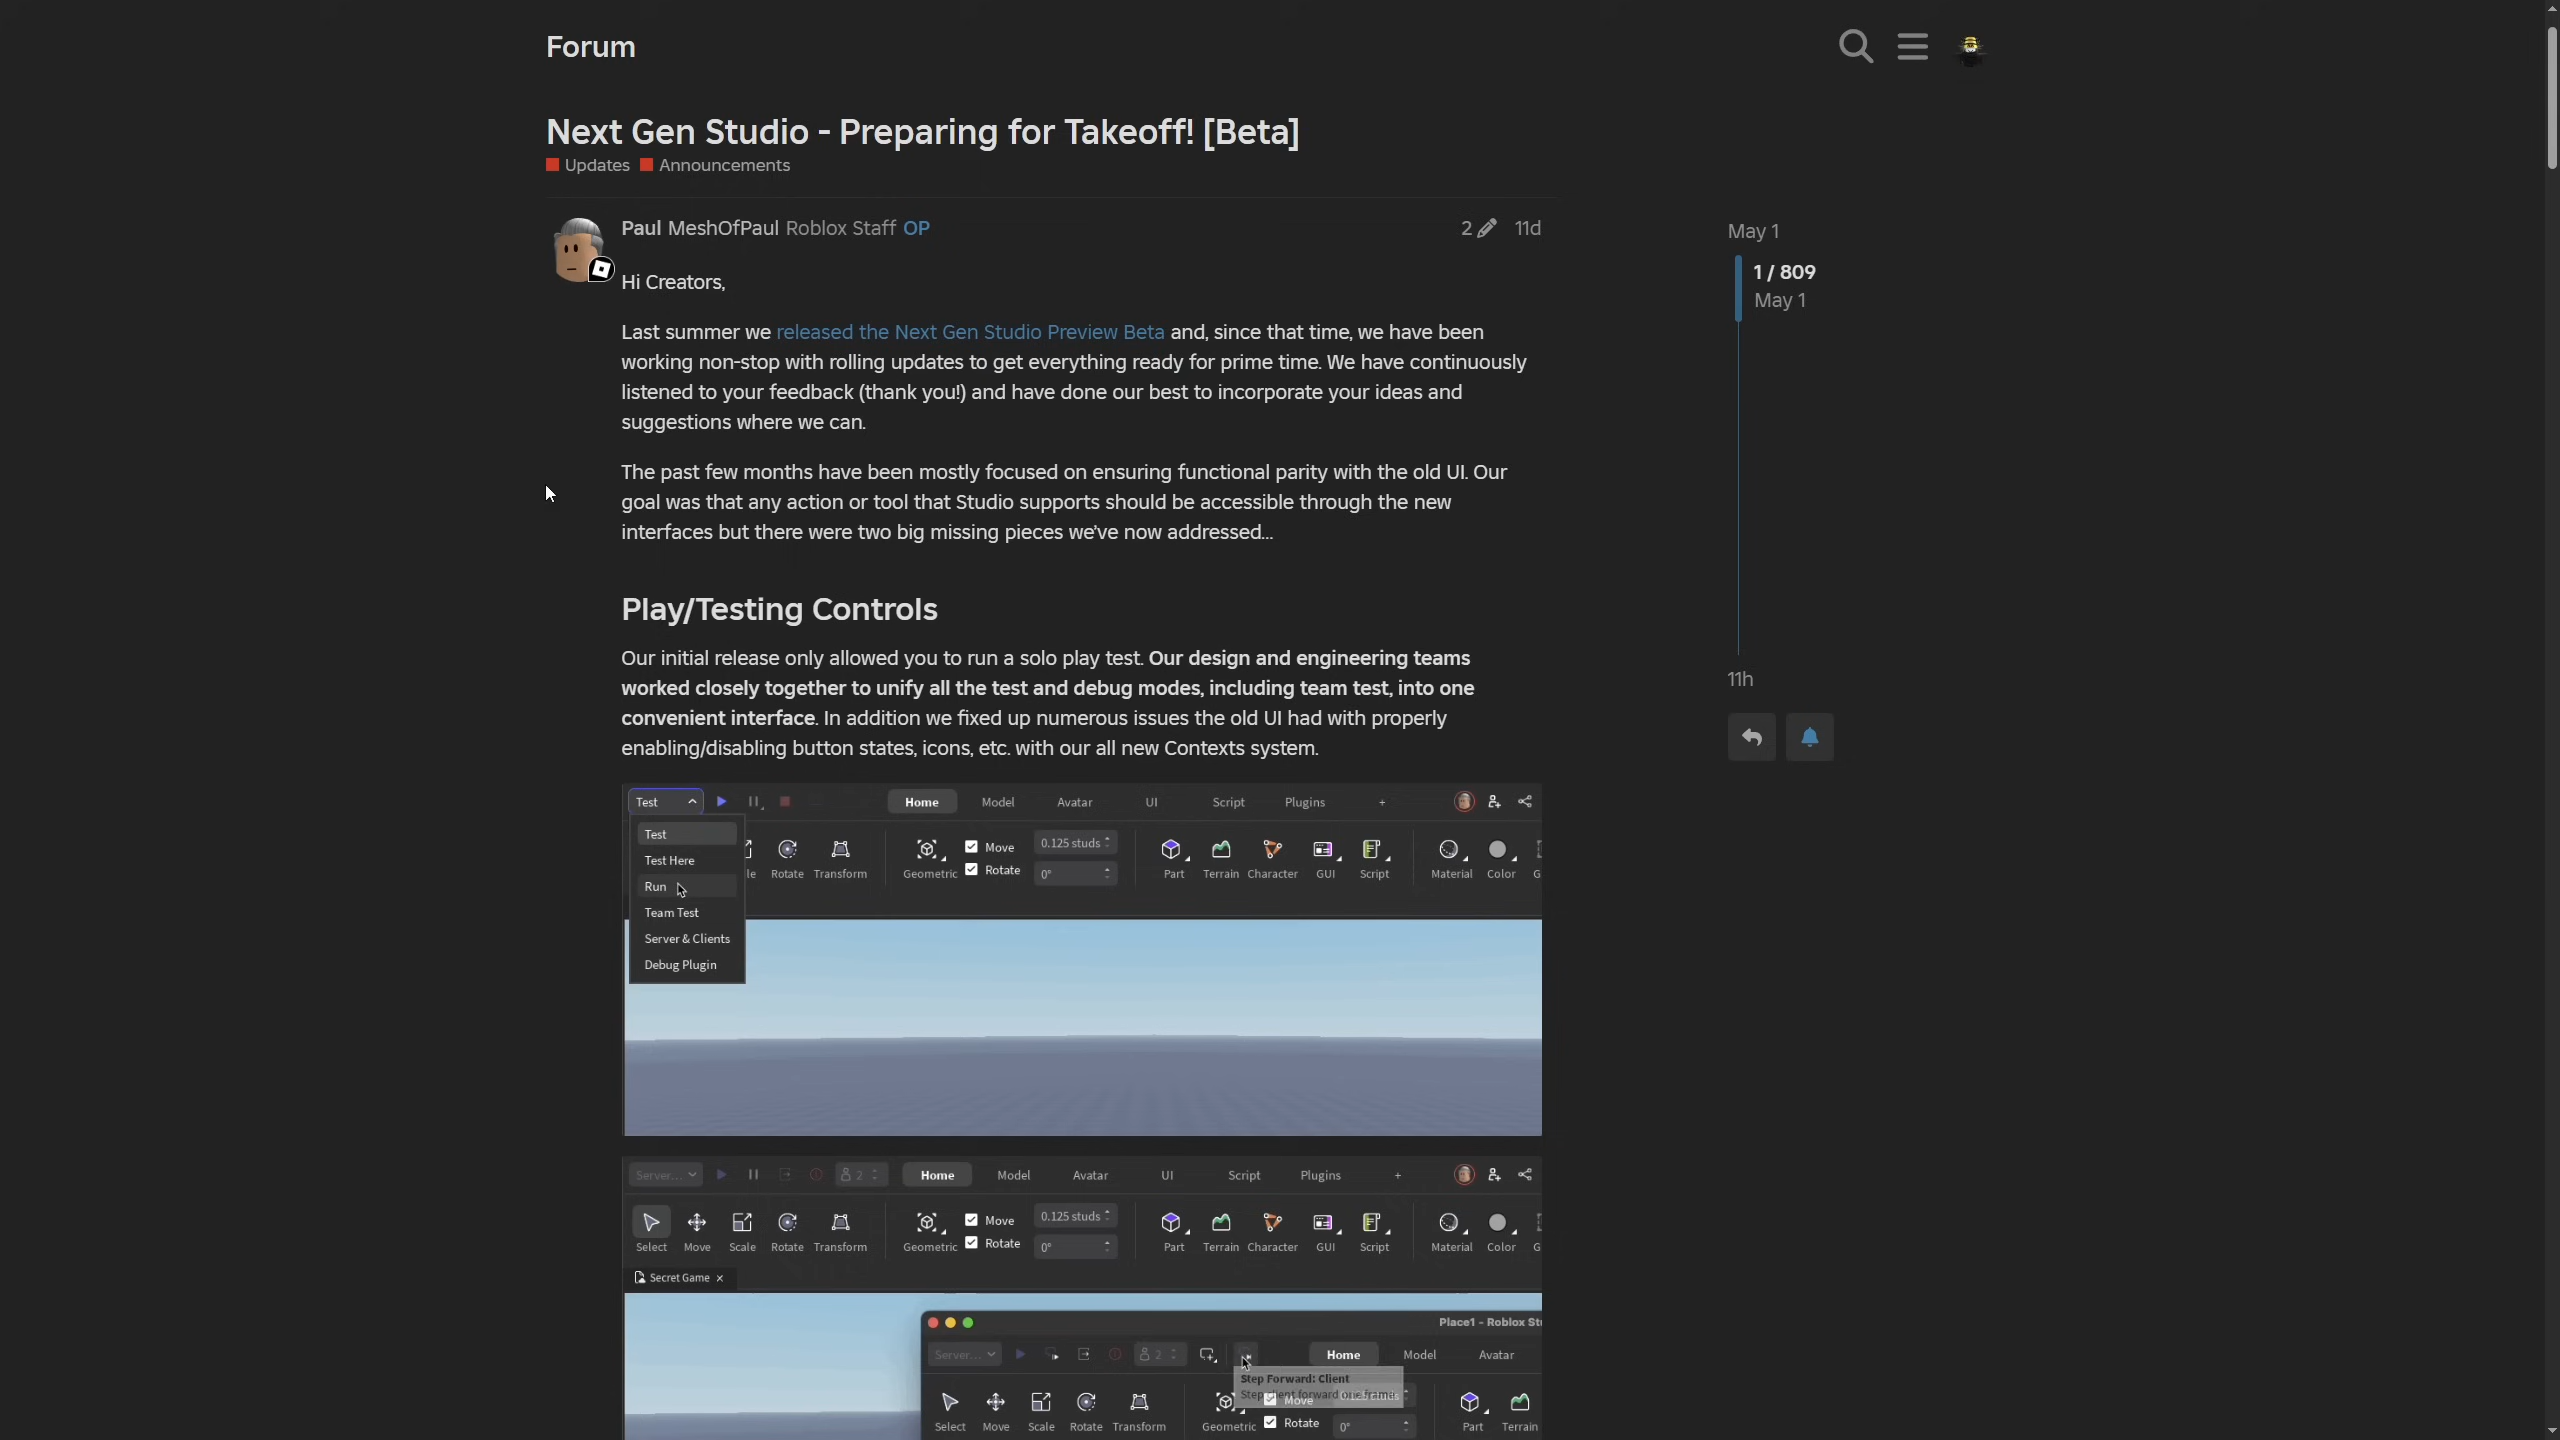 Forum
Next Gen Studio - Preparing for Takeoff! [Beta]
Updates Announcements
Paul MeshOfPaul Roblox Staff OP
2 11d
Hi Creators,
Last summer we released the Next Gen Studio Preview Beta and, since that time, we have been
working non-stop with rolling updates to get everything ready for prime time. We have continuously
listened to your feedback (thank you!) and have done our best to incorporate your ideas and
suggestions where we can.
The past few months have been mostly focused on ensuring functional parity with the old UI. Our
goal was that any action or tool that Studio supports should be accessible through the new
interfaces but there were two big missing pieces we've now addressed...
Play/Testing Controls
Our initial release only allowed you to run a solo play test. Our design and engineering teams
worked closely together to unify all the test and debug modes, including team test, into one
convenient interface. In addition we fixed up numerous issues the old UI had with properly
enabling/disabling button states, icons, etc. with our all new Contexts system.
May 1
1 / 809
May 1
11h
Test Home Model Avatar UI Script Plugins +
Test
Test Here
Run
Team Test
Server & Clients
Debug Plugin
Move 0.125 studs
Rotate 0°
le Rotate Transform Geometric Part Terrain Character GUI Script Material Color G
Server... 2 Home Model Avatar UI Script Plugins +
Move 0.125 studs
Rotate 0°
Select Move Scale Rotate Transform Geometric Part Terrain Character GUI Script Material Color G
Secret Game ×
Place1 - Roblox Stu
Server... 2 Home Model Avatar
Step Forward: Client
Step client forward one frame
Move
Rotate 0°
Select Move Scale Rotate Transform Geometric Part Terrain